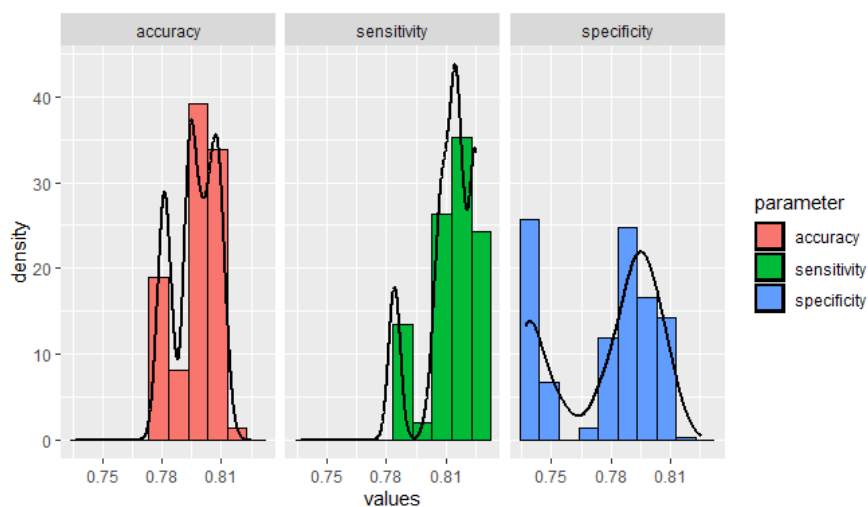 accuracy
sensitivity
specificity
40
30
20
10
0
density
0.75
0.78
0.81
0.75
0.78
0.81
0.75
0.78
0.81
values
parameter
accuracy
sensitivity
specificity